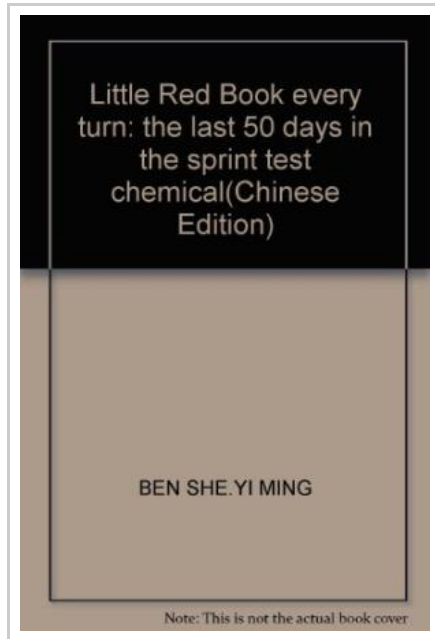 Little Red Book every
turn: the last 50 days in
the sprint test
chemical(Chinese
Edition)
BEN SHE.YI MING
Note: This is not the actual book cover